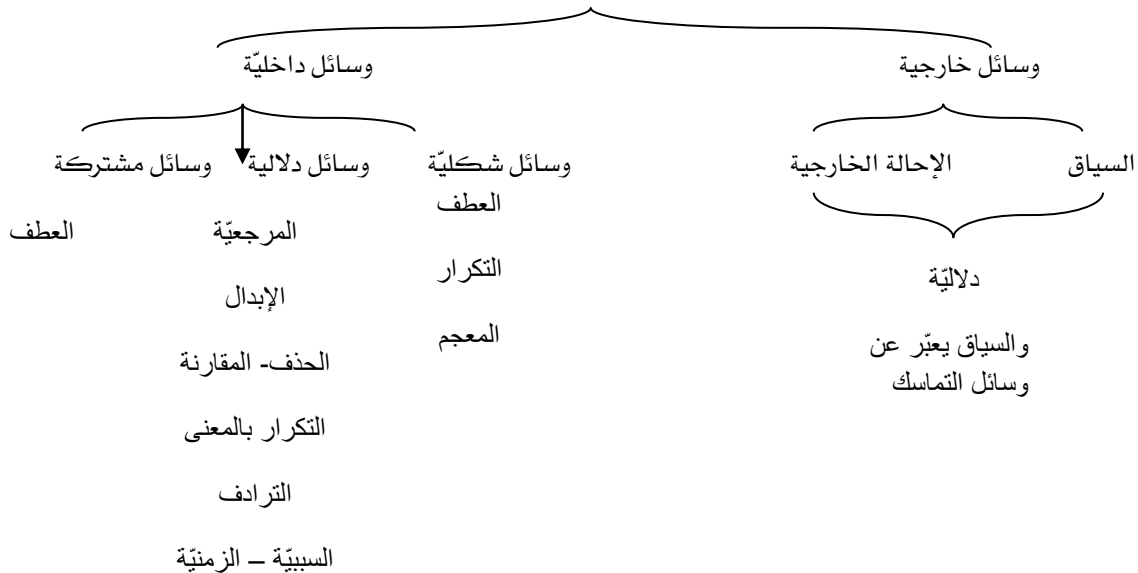 وسائل خارجية
وسائل داخليّة
السياق
الإحالة الخارجية
وسائل شكليّة
وسائل دلالية
وسائل مشتركة
دلاليّة
والسياق يعبّر عن
وسائل التماسك
العطف
التكرار
المعجم
المرجعيّة
الإبدال
الحذف- المقارنة
التكرار بالمعنى
الترادف
السببيّة – الزمنيّة
العطف